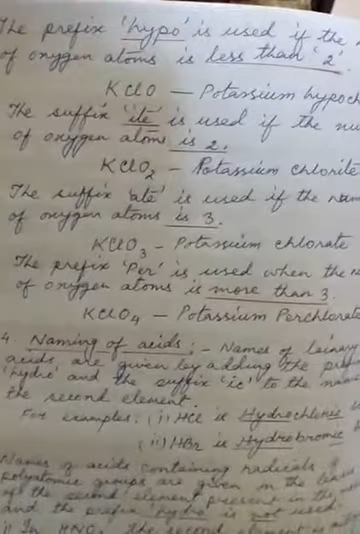 The prefix 'hypo' is used if the
of oxygen atoms is less than '2'.
KClO — Potassium hypoch
The suffix 'ite' is used if the nu
of oxygen atoms is 2.
KClO2 - Potassium chlorite
The suffix 'ate' is used if the num
of oxygen atoms is 3.
KClO3 - Potassium chlorate
The prefix 'Per' is used when the
of oxygen atoms is more than 3.
KClO4 - Potassium Perchlorate
4. Naming of acids :- Names of binary
acids are given by adding the pre
'hydro' and the suffix 'ic' to the name
the second element.
For examples: (i) HCl is Hydrochloric
(ii) HBr is Hydrobromic
Names of acids containing radicals
polyatomic groups are given on the
of the second element present in the
and the prefix 'hydro' is not used.
the second element is